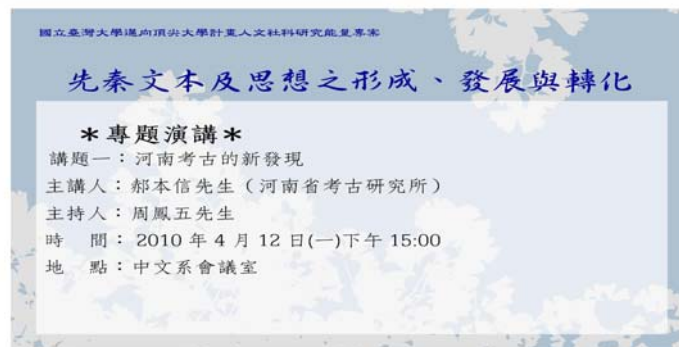 國立臺灣大學邁向頂尖大學計畫人文社科研究能量專案
先秦文本及思想之形成、發展與轉化
＊專題演講＊
講題一：河南考古的新發現
主講人：郝本信先生（河南省考古研究所）
主持人：周鳳五先生
時　間： 2010 年 4 月 12 日(一)下午 15:00
地　點：中文系會議室